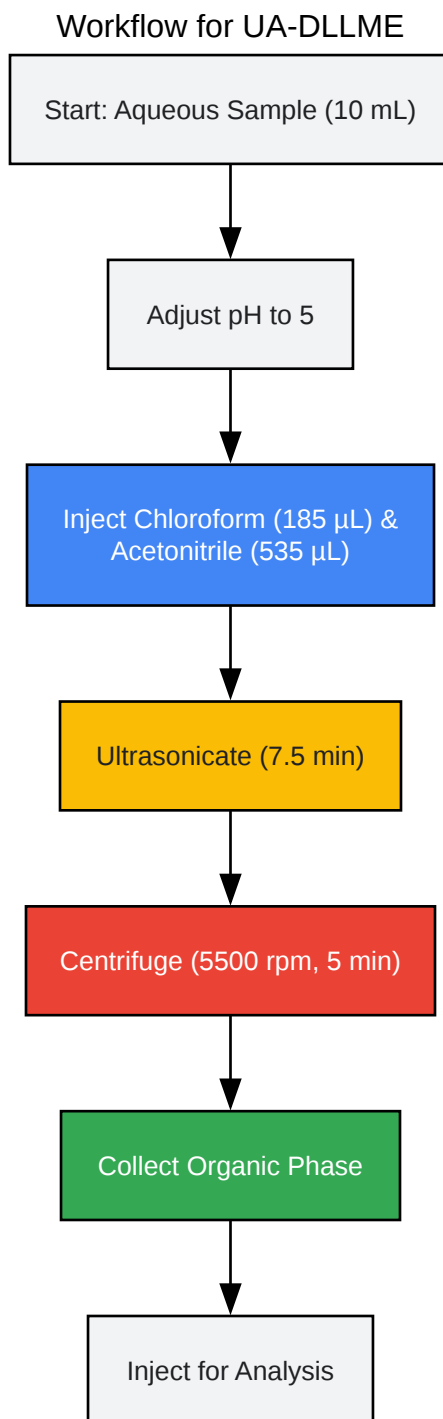 Workflow for UA-DLLME
Start: Aqueous Sample (10 mL)
Adjust pH to 5
Inject Chloroform (185 µL) &
Acetonitrile (535 µL)
Ultrasonicate (7.5 min)
Centrifuge (5500 rpm, 5 min)
Collect Organic Phase
Inject for Analysis